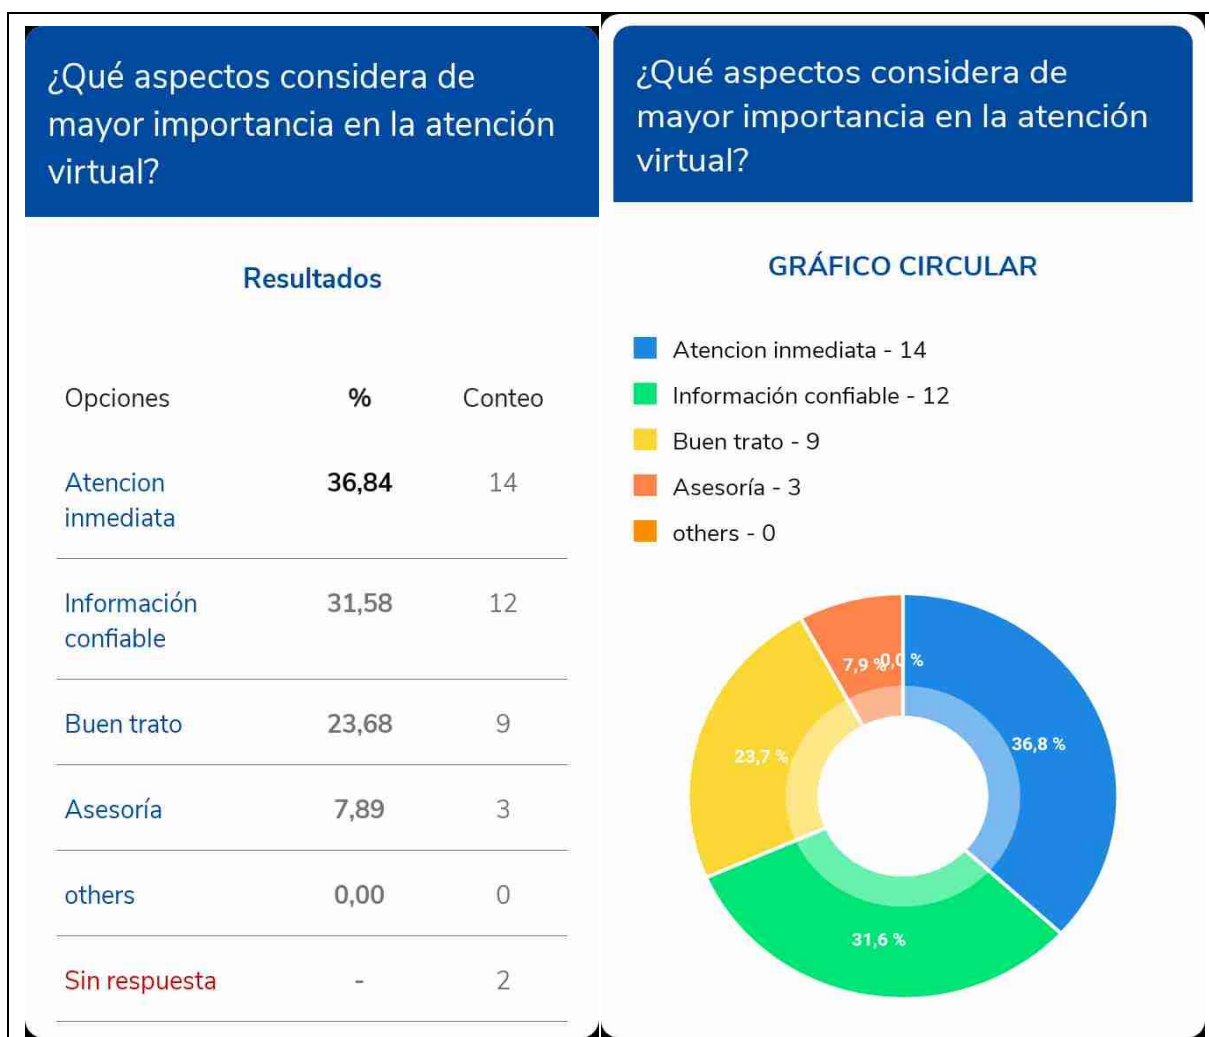 ¿Qué aspectos considera de
mayor importancia en la atención
virtual?
Resultados
Opciones % Conteo
Atencion
inmediata 36,84 14
Información
confiable 31,58 12
Buen trato 23,68 9
Asesoría 7,89 3
others 0,00 0
Sin respuesta - 2
¿Qué aspectos considera de
mayor importancia en la atención
virtual?
GRÁFICO CIRCULAR
Atencion inmediata - 14
Información confiable - 12
Buen trato - 9
Asesoría - 3
others - 0
7,9 % 0,0 %
36,8 %
23,7 %
31,6 %